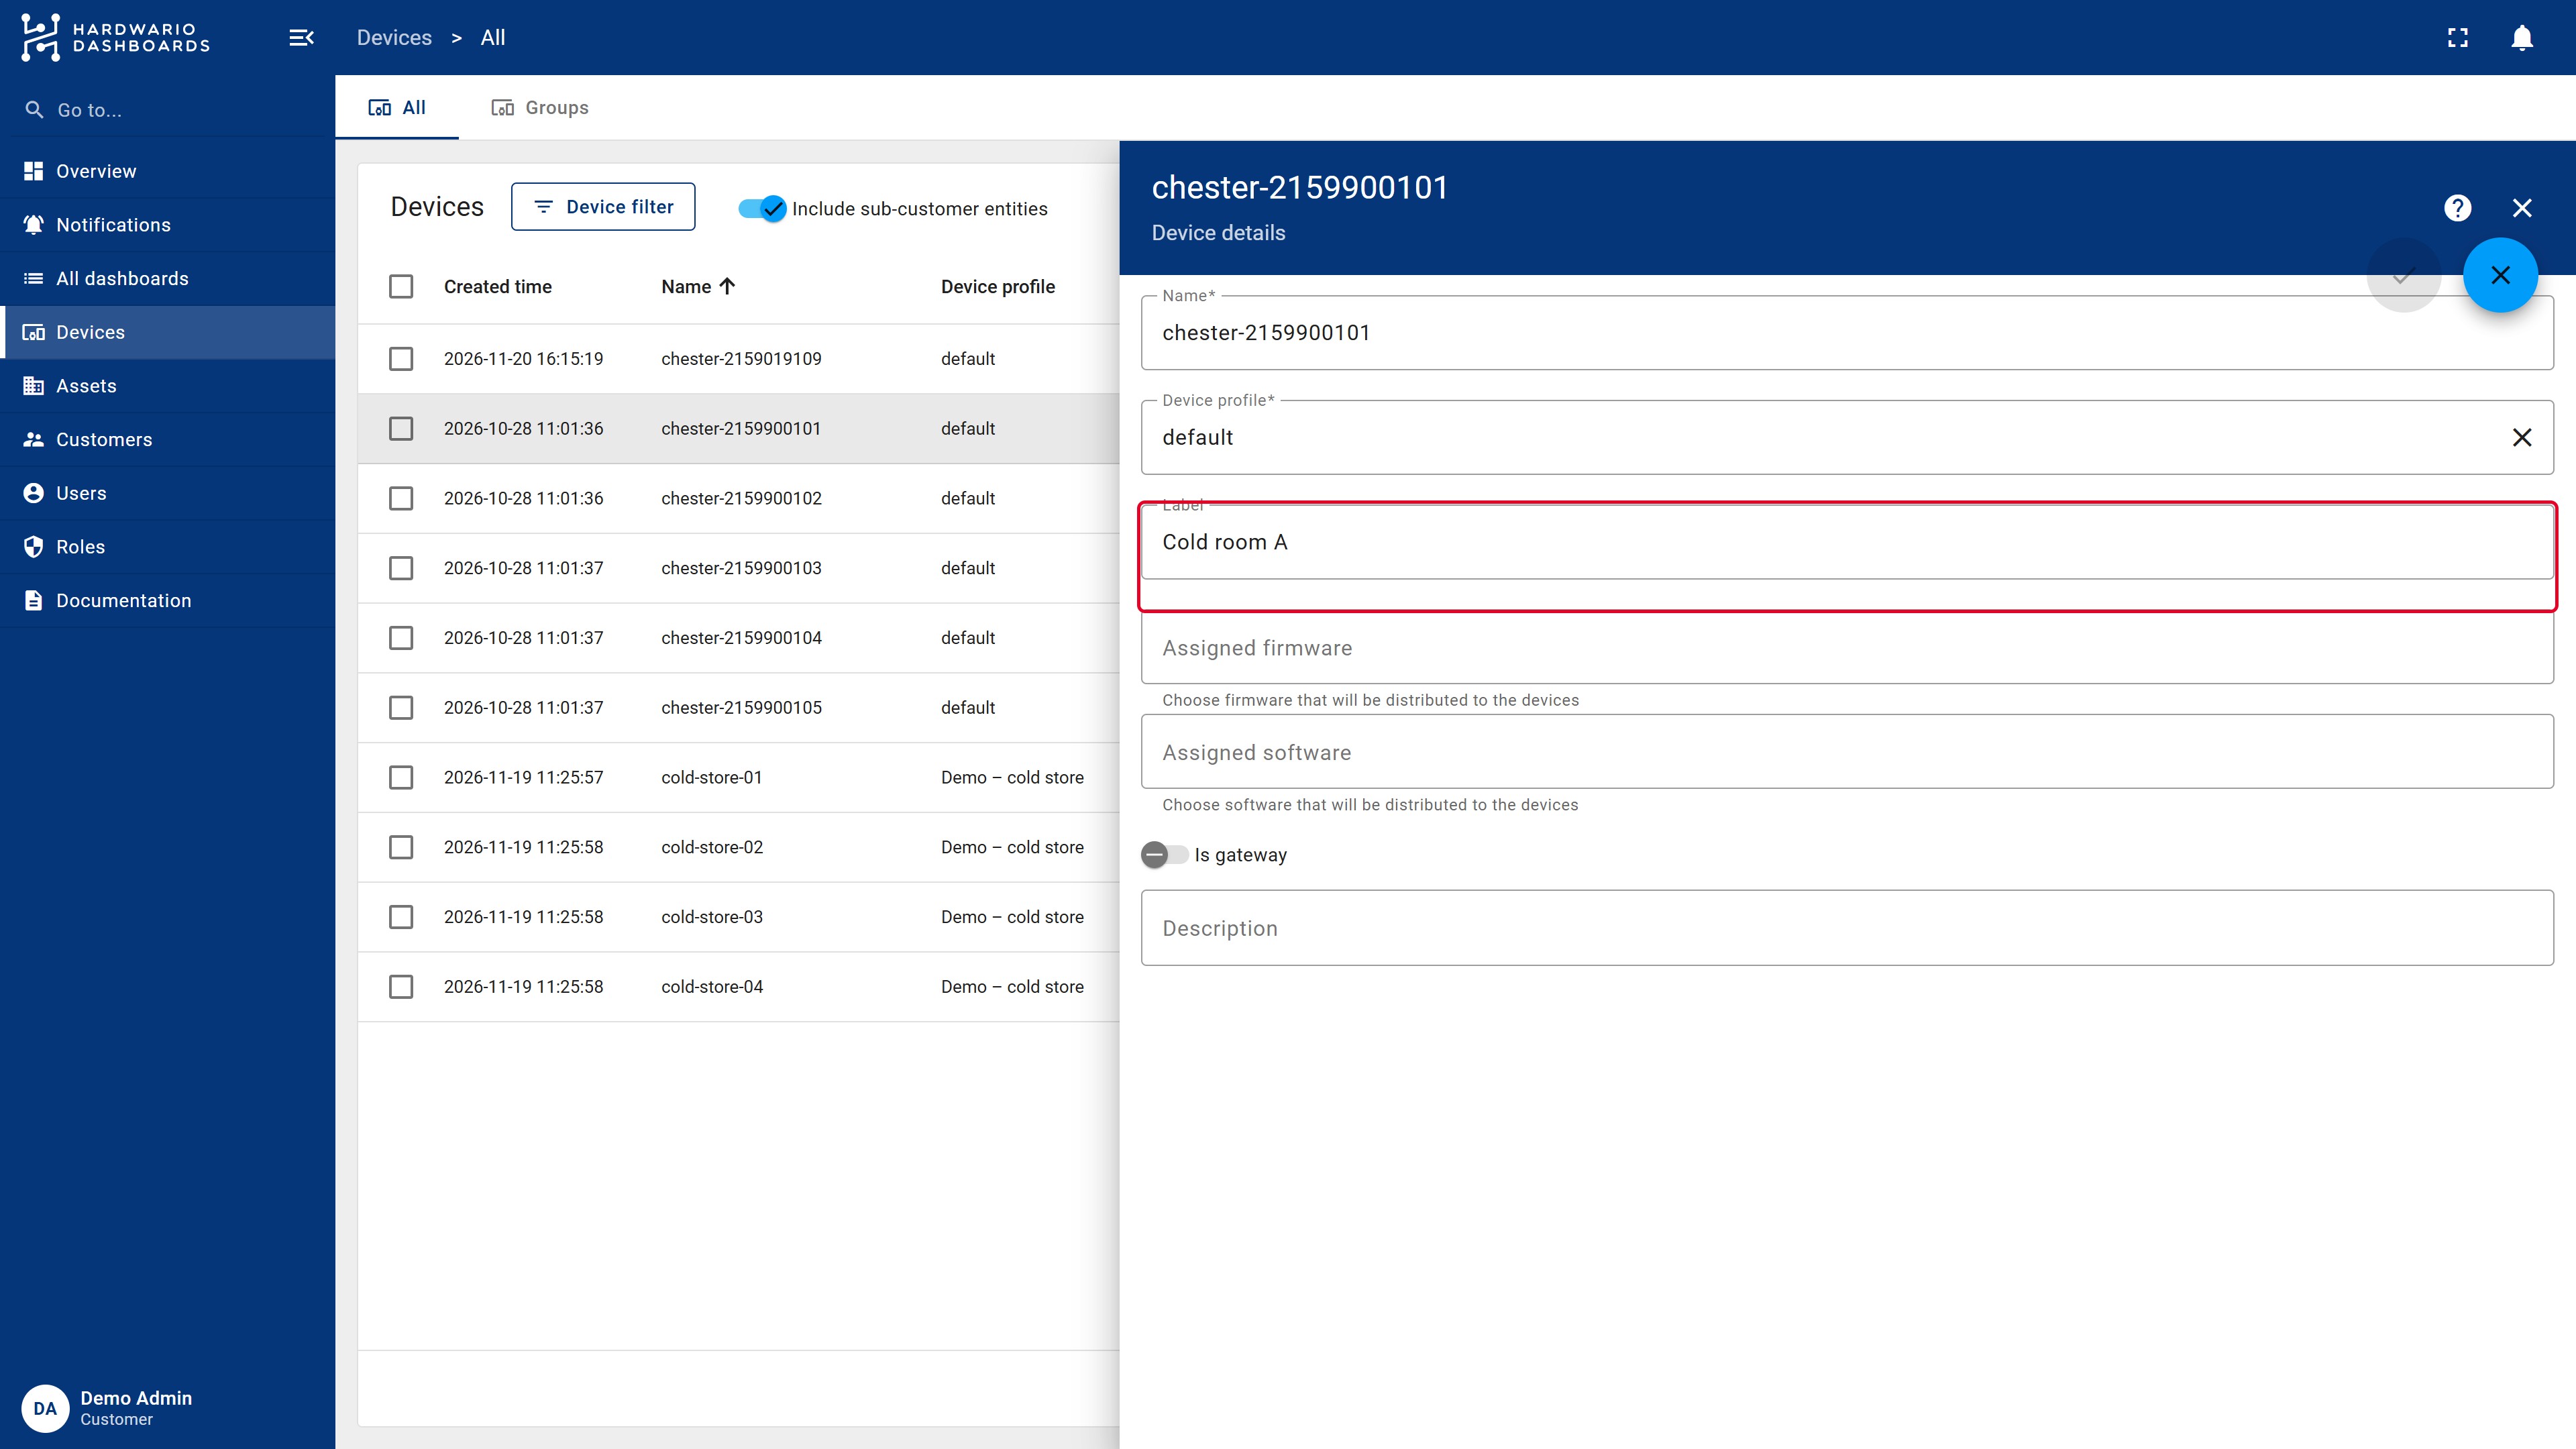 HARDWARIO
DASHBOARDS
Devices > All
Go to...
Overview
Notifications
All dashboards
Devices
Assets
Customers
Users
Roles
Documentation
DA
Demo Admin
Customer
All
Groups
Devices
Device filter
Include sub-customer entities
Created time Name Device profile
2026-11-20 16:15:19 chester-2159019109 default
2026-10-28 11:01:36 chester-2159900101 default
2026-10-28 11:01:36 chester-2159900102 default
2026-10-28 11:01:37 chester-2159900103 default
2026-10-28 11:01:37 chester-2159900104 default
2026-10-28 11:01:37 chester-2159900105 default
2026-11-19 11:25:57 cold-store-01 Demo – cold store
2026-11-19 11:25:58 cold-store-02 Demo – cold store
2026-11-19 11:25:58 cold-store-03 Demo – cold store
2026-11-19 11:25:58 cold-store-04 Demo – cold store
chester-2159900101
Device details
Name*
chester-2159900101
Device profile*
default
Label
Cold room A
Assigned firmware
Choose firmware that will be distributed to the devices
Assigned software
Choose software that will be distributed to the devices
Is gateway
Description